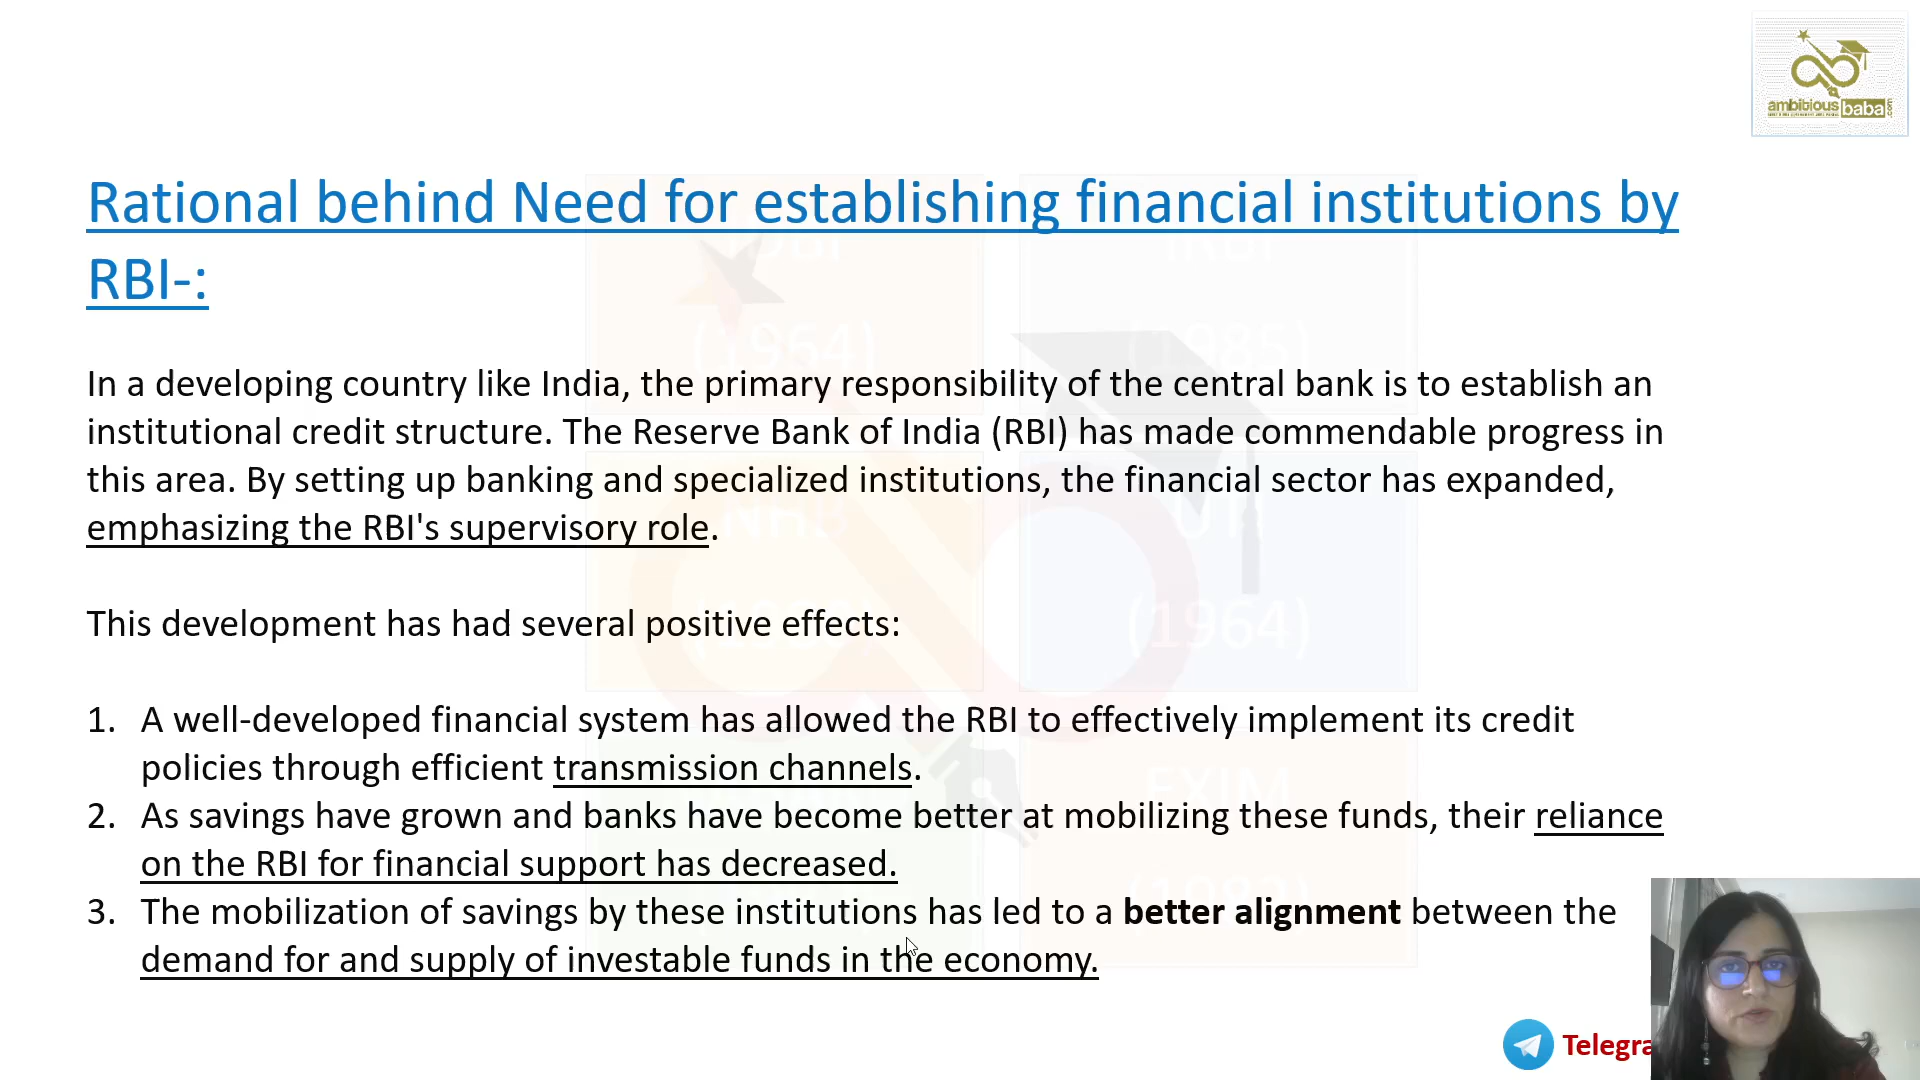 ambitiousbaba
Rational behind Need for establishing financial institutions by
RBI-:
(1964)
(1985)
In a developing country like India, the primary responsibility of the central bank is to establish an
institutional credit structure. The Reserve Bank of India (RBI) has made commendable progress in
this area. By setting up banking and specialized institutions, the financial sector has expanded,
NHB
UTI
emphasizing the RBI's supervisory role.
This development has had several positive effects:
(1964)
1. A well-developed financial system has allowed the RBI to effectively implement its credit
policies through efficient transmission channels.
EXIM
2. As savings have grown and banks have become better at mobilizing these funds, their reliance
on the RBI for financial support has decreased.
3. The mobilization of savings by these institutions has led to a better alignment between the
demand for and supply of investable funds in the economy.
Telegra